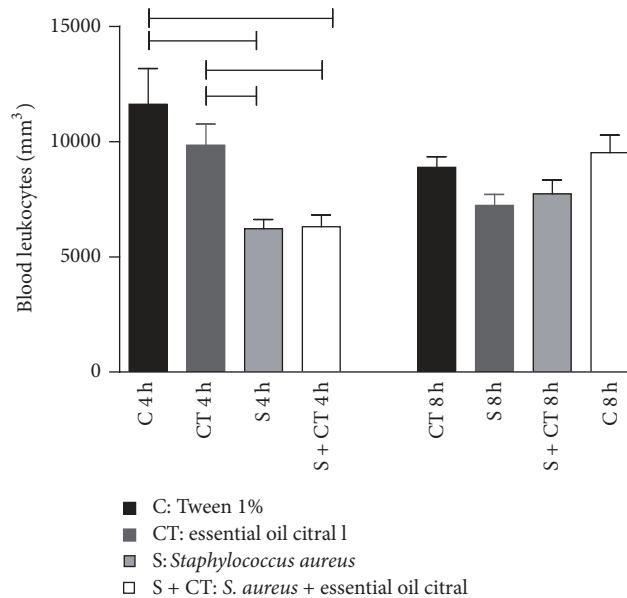 15000
10000
5000
0
Blood leukocytes (mm³)
C 4 h
CT 4 h
S 4 h
S + CT 4 h
CT 8 h
S 8 h
S + CT 8 h
C 8 h
C: Tween 1%
CT: essential oil citral l
S: Staphylococcus aureus
S + CT: S. aureus + essential oil citral